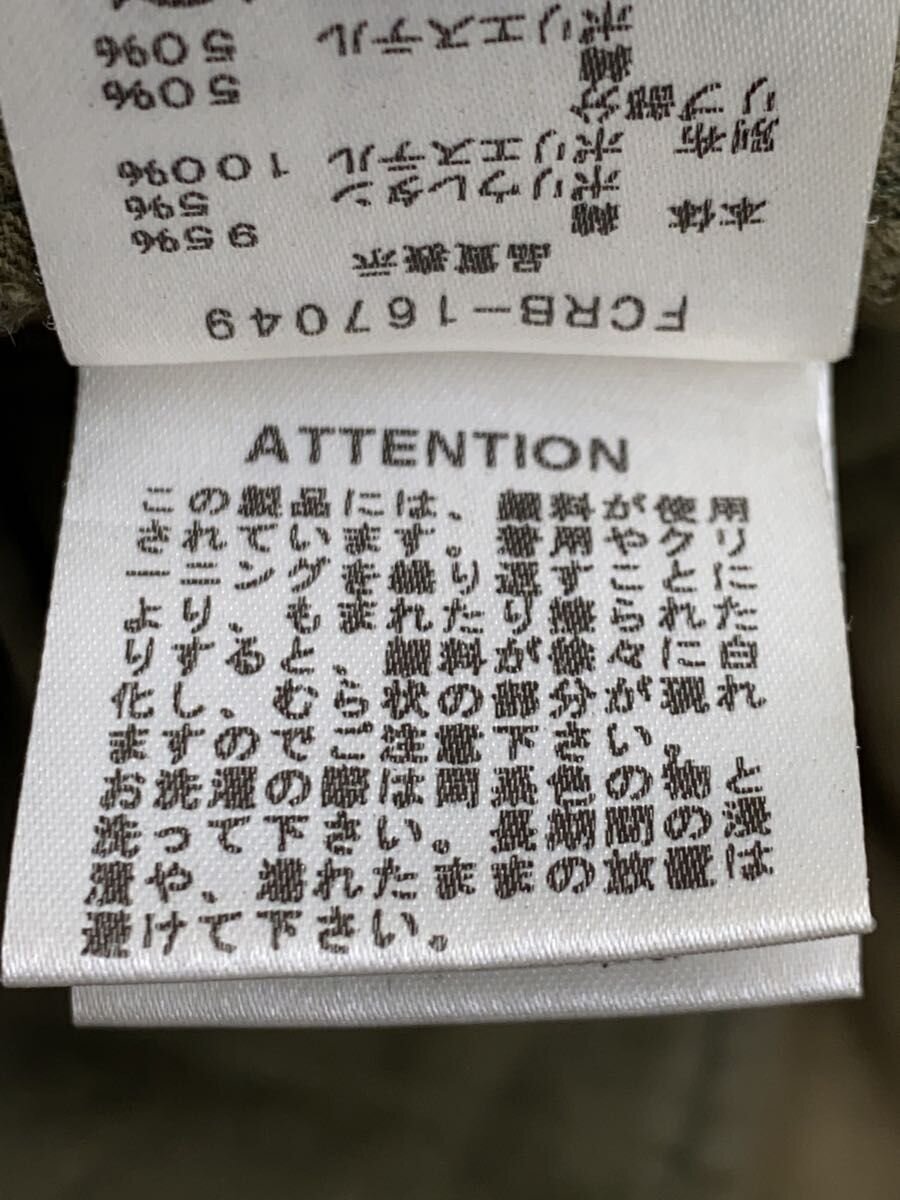 FCRB-167049
品質表示
本体 綿 95%
ポリウレタン 5%
別布 ポリエステル 100%
リブ部分
綿 50%
ポリエステル 50%
ATTENTION
この製品には、顔料が使用
されています。着用やクリ
ーニングを繰り返すことに
より、もまれたり擦られた
りすると、顔料が徐々に白
化し、むら状の部分が現れ
ますのでご注意下さい。
お洗濯の際は同系色の物と
洗って下さい。長期間の浸
漬や、濡れたままの放置は
避けて下さい。